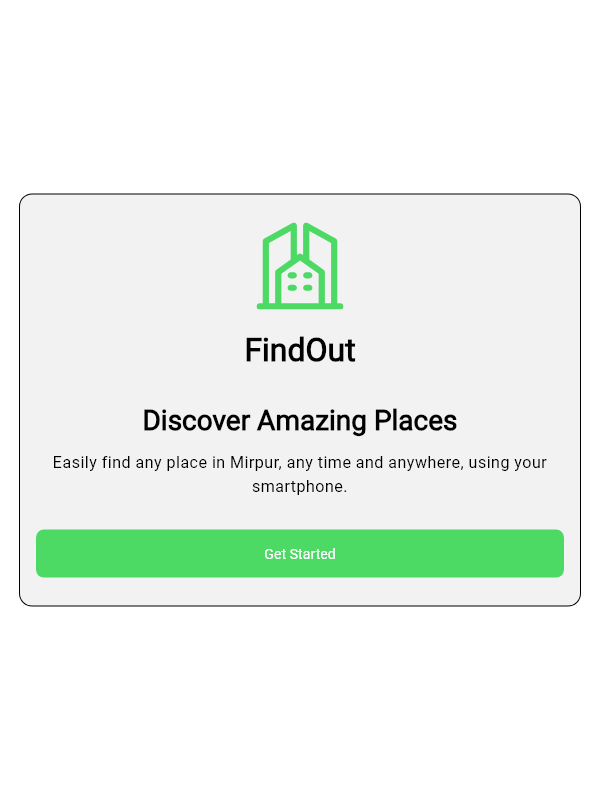 FindOut
Discover Amazing Places
Easily find any place in Mirpur, any time and anywhere, using your
smartphone.
Get Started